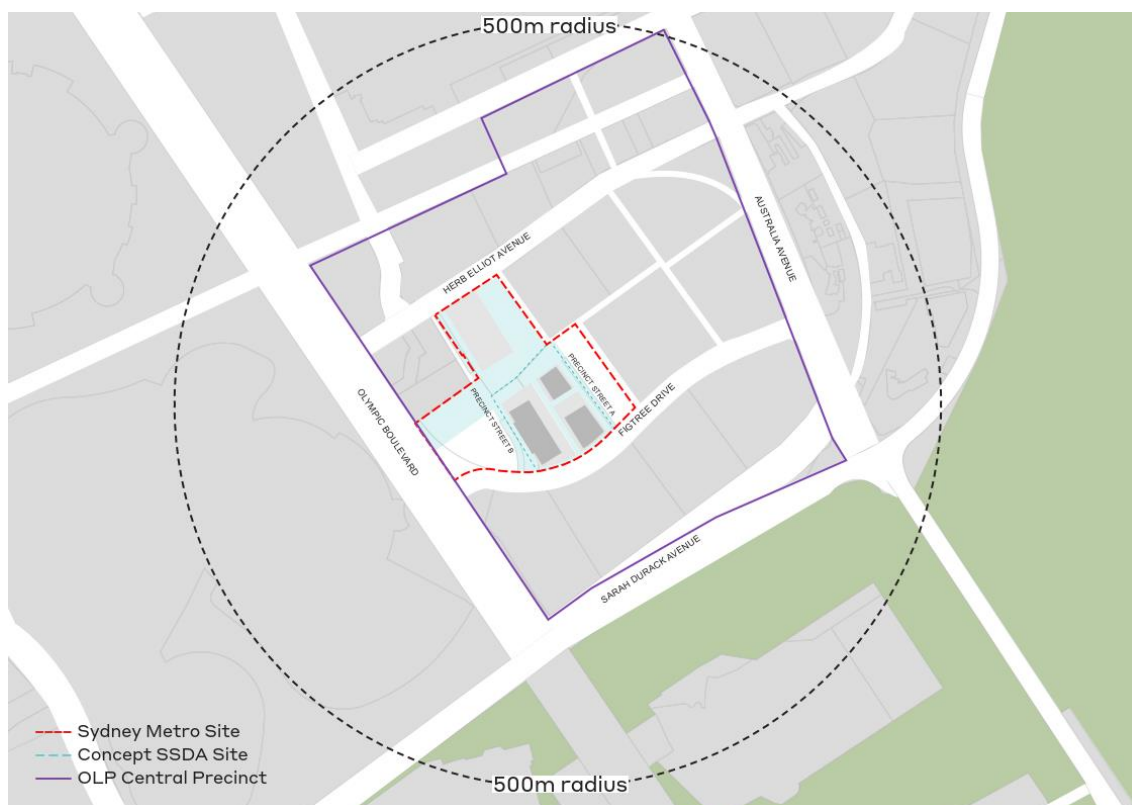 500m radius
HERB ELLIOT AVENUE
AUSTRALIA AVENUE
PRECINCT STREET A
PRECINCT STREET B
FIGTREE DRIVE
OLYMPIC BOULEVARD
SARAH DURACK AVENUE
Sydney Metro Site
Concept SSDA Site
OLP Central Precinct
500m radius